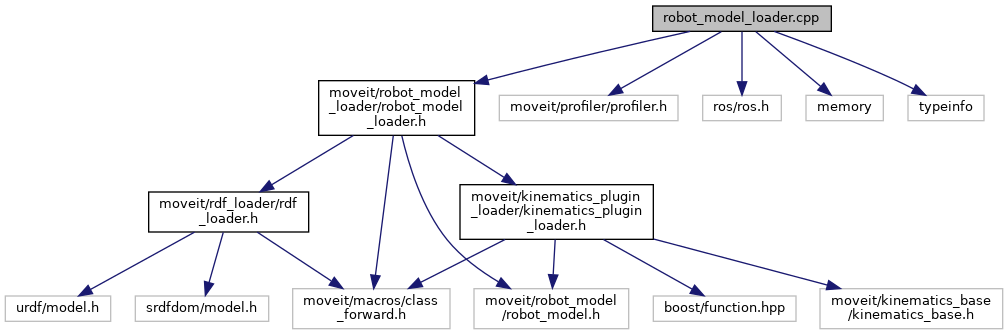 robot_model_loader.cpp
moveit/robot_model
_loader/robot_model
_loader.h
moveit/profiler/profiler.h
ros/ros.h
memory
typeinfo
moveit/rdf_loader/rdf
_loader.h
moveit/kinematics_plugin
_loader/kinematics_plugin
_loader.h
urdf/model.h
srdfdom/model.h
moveit/macros/class
_forward.h
moveit/robot_model
/robot_model.h
boost/function.hpp
moveit/kinematics_base
/kinematics_base.h